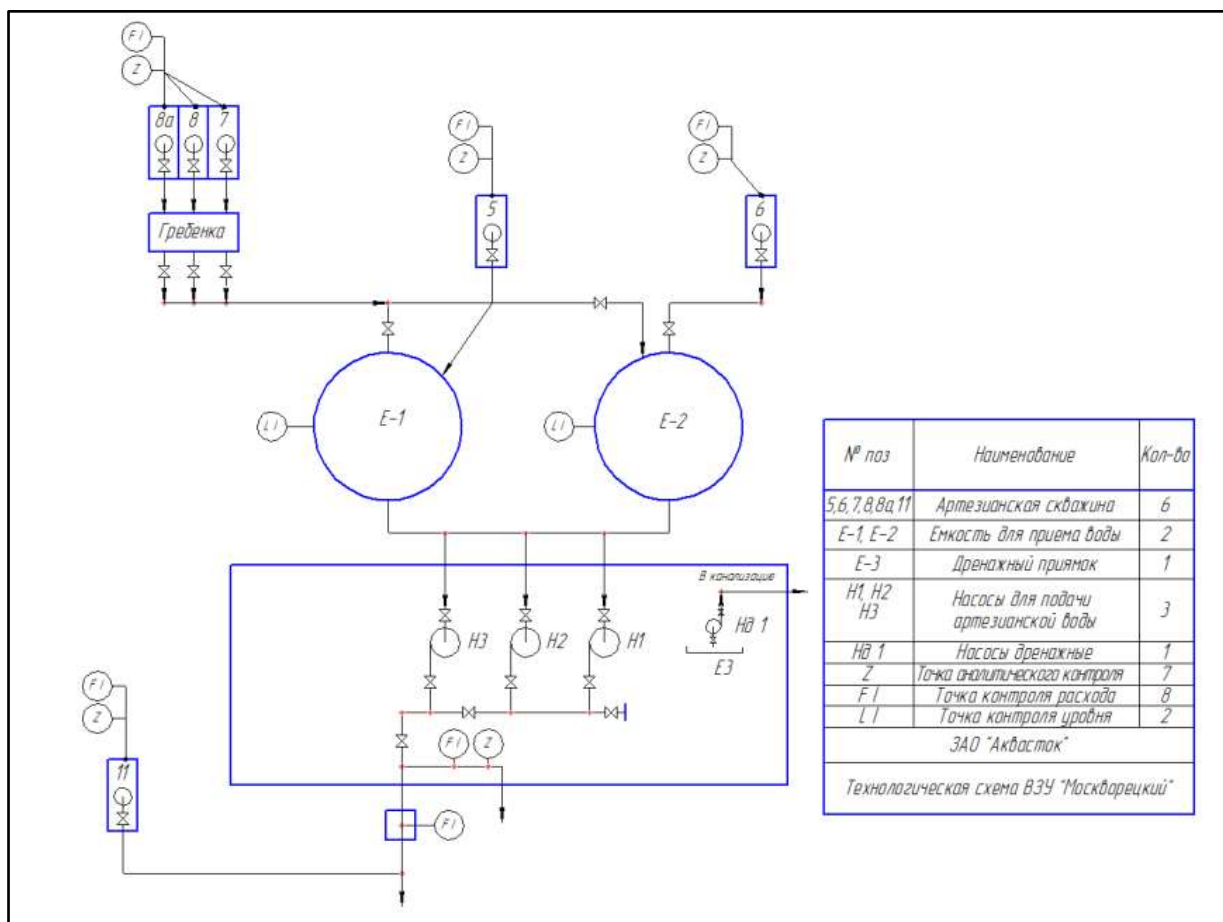 FI
Z
8а 8 7
Гребенка
FI
Z
5
FI
Z
6
LI
Е-1
LI
Е-2
В канализацию
Н3
Н2
Н1
Нд 1
Е3
FI
Z
FI
Z
11
FI
№ поз Наименование Кол-во
5,6,7,8,8а,11 Артезианская скважина 6
Е-1, Е-2 Емкость для приема воды 2
Е-3 Дренажный приямок 1
Н1, Н2
Н3
Насосы для подачи
артезианской воды
3
Нд 1 Насосы дренажные 1
Z Точка аналитического контроля 7
FI Точка контроля расхода 8
LI Точка контроля уровня 2
ЗАО "Аквасток"
Технологическая схема ВЗУ "Москварецкий"